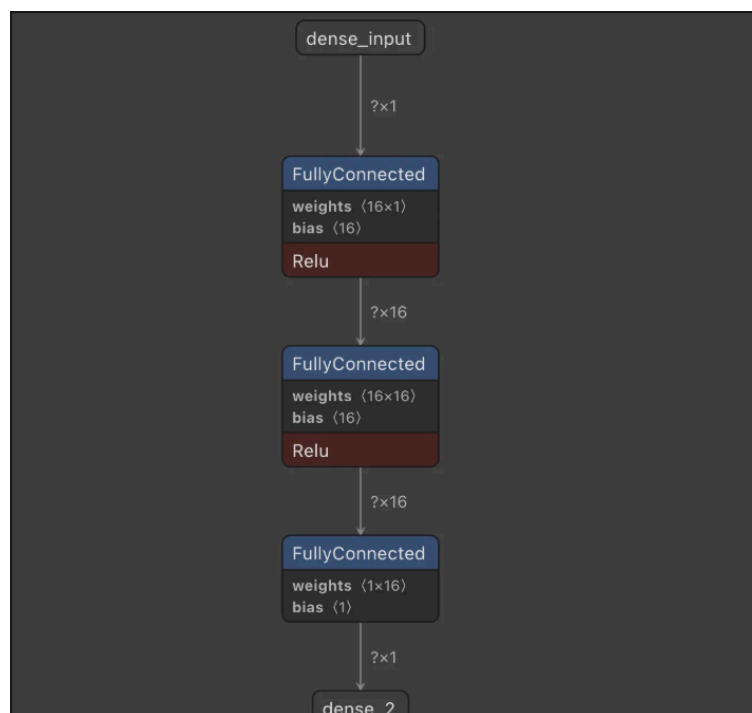 dense_input
?×1
FullyConnected
weights ⟨16×1⟩
bias ⟨16⟩
Relu
?×16
FullyConnected
weights ⟨16×16⟩
bias ⟨16⟩
Relu
?×16
FullyConnected
weights ⟨1×16⟩
bias ⟨1⟩
?×1
dense_2